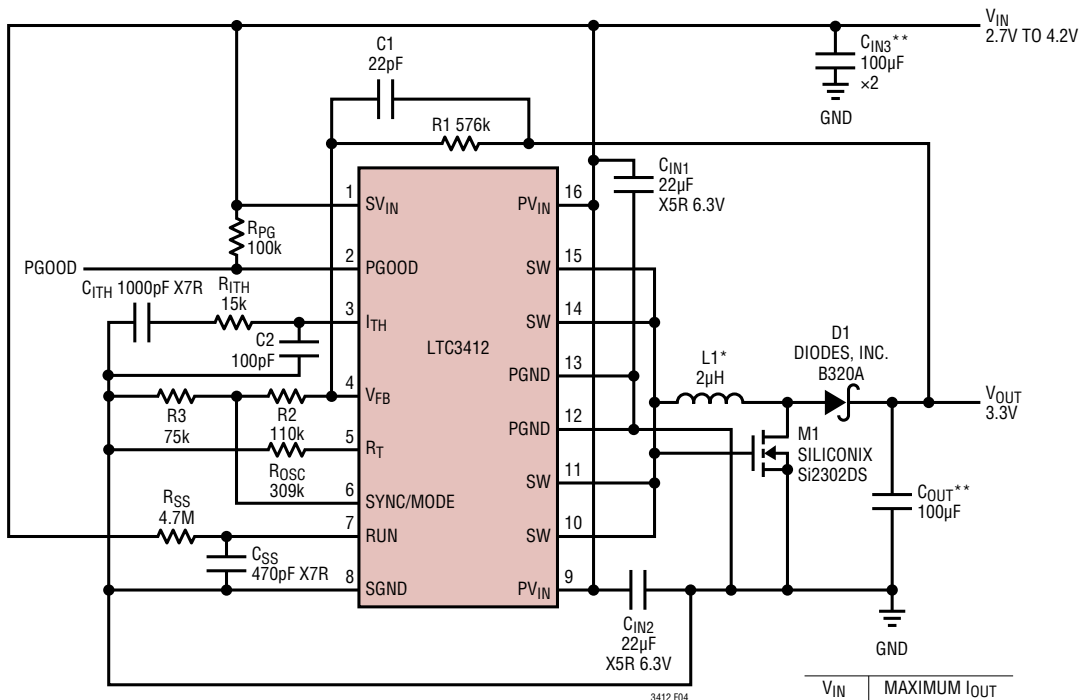 V_IN
2.7V TO 4.2V
C_IN3**
100µF
×2
GND
C1
22pF
R1 576k
C_IN1
22µF
X5R 6.3V
R_PG
100k
PGOOD
C_ITH 1000pF X7R
R_ITH
15k
C2
100pF
R3
75k
R2
110k
R_OSC
309k
R_SS
4.7M
C_SS
470pF X7R
LTC3412
1
SV_IN
2
PGOOD
3
I_TH
4
V_FB
5
R_T
6
SYNC/MODE
7
RUN
8
SGND
16
PV_IN
15
SW
14
SW
13
PGND
12
PGND
11
SW
10
SW
9
PV_IN
L1*
2µH
D1
DIODES, INC.
B320A
V_OUT
3.3V
M1
SILICONIX
Si2302DS
C_OUT**
100µF
C_IN2
22µF
X5R 6.3V
GND
3412 F04
V_IN MAXIMUM I_OUT